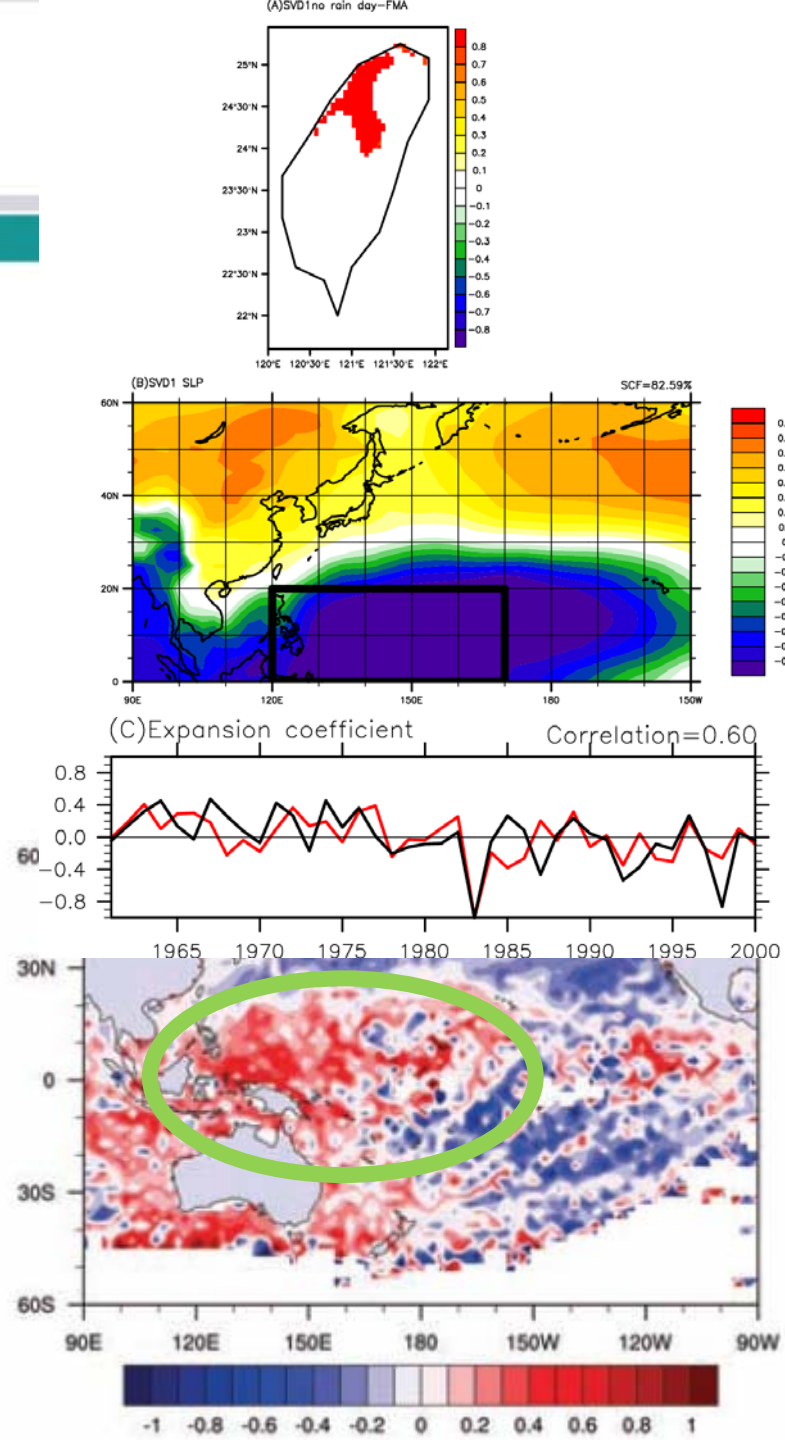 (A)SVD1no rain day-FMA
25°N
24°30'N
24°N
23°30'N
23°N
22°30'N
22°N
120°E 120°30'E 121°E 121°30'E 122°E
0.8
0.7
0.6
0.5
0.4
0.3
0.2
0.1
0
-0.1
-0.2
-0.3
-0.4
-0.5
-0.6
-0.7
-0.8
(B)SVD1 SLP SCF=82.59%
60N
40N
20N
0
90E 120E 150E 180 150W
(C)Expansion coefficient Correlation=0.60
0.8
0.4
0.0
-0.4
-0.8
60
1965 1970 1975 1980 1985 1990 1995 2000
30N
0
30S
60S
90E 120E 150E 180 150W 120W 90W
-1 -0.8 -0.6 -0.4 -0.2 0 0.2 0.4 0.6 0.8 1